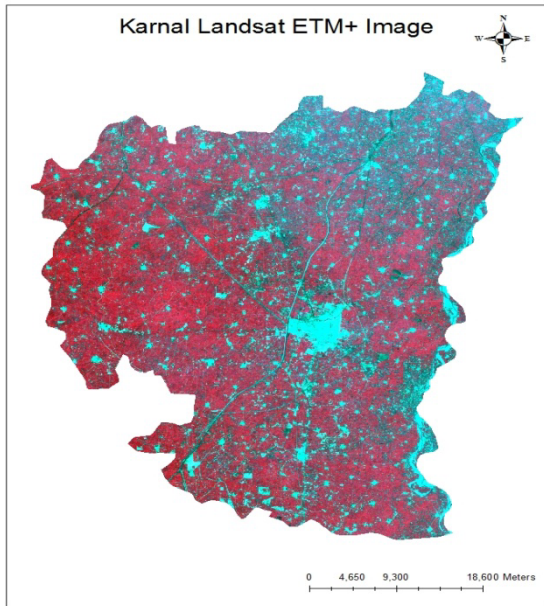 Karnal Landsat ETM+ Image
N
W E
S
0 4,650 9,300 18,600 Meters